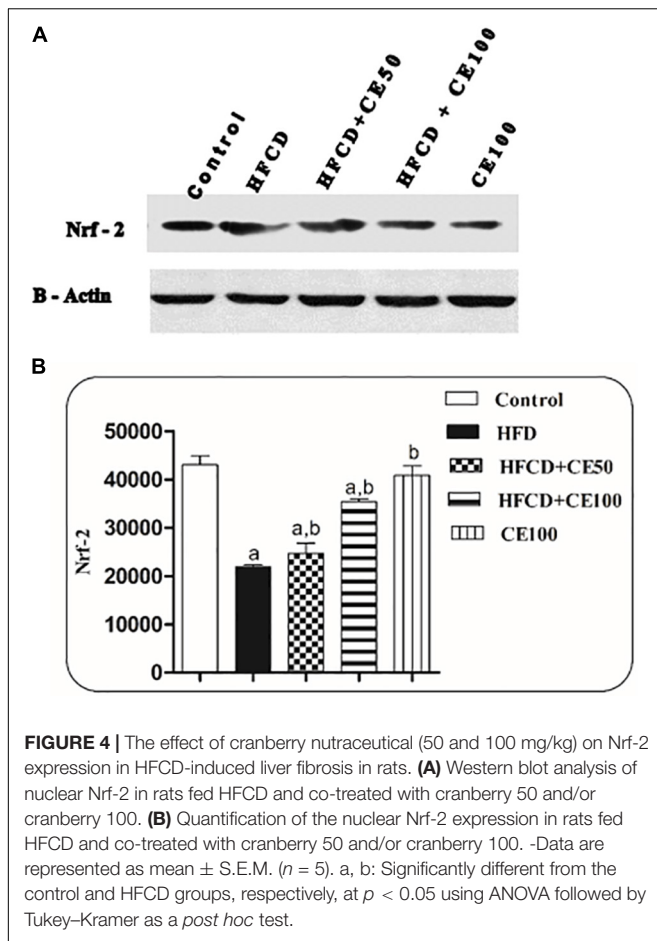 A
Control
HFCD
HFCD+CE50
HFCD + CE100
CE100
Nrf - 2
B - Actin
B
Control
HFD
HFCD+CE50
HFCD+CE100
CE100
Nrf-2
50000
40000
30000
20000
10000
0
a
a,b
a,b
b
FIGURE 4 | The effect of cranberry nutraceutical (50 and 100 mg/kg) on Nrf-2
expression in HFCD-induced liver fibrosis in rats. (A) Western blot analysis of
nuclear Nrf-2 in rats fed HFCD and co-treated with cranberry 50 and/or
cranberry 100. (B) Quantification of the nuclear Nrf-2 expression in rats fed
HFCD and co-treated with cranberry 50 and/or cranberry 100. -Data are
represented as mean ± S.E.M. (n = 5). a, b: Significantly different from the
control and HFCD groups, respectively, at p < 0.05 using ANOVA followed by
Tukey–Kramer as a post hoc test.